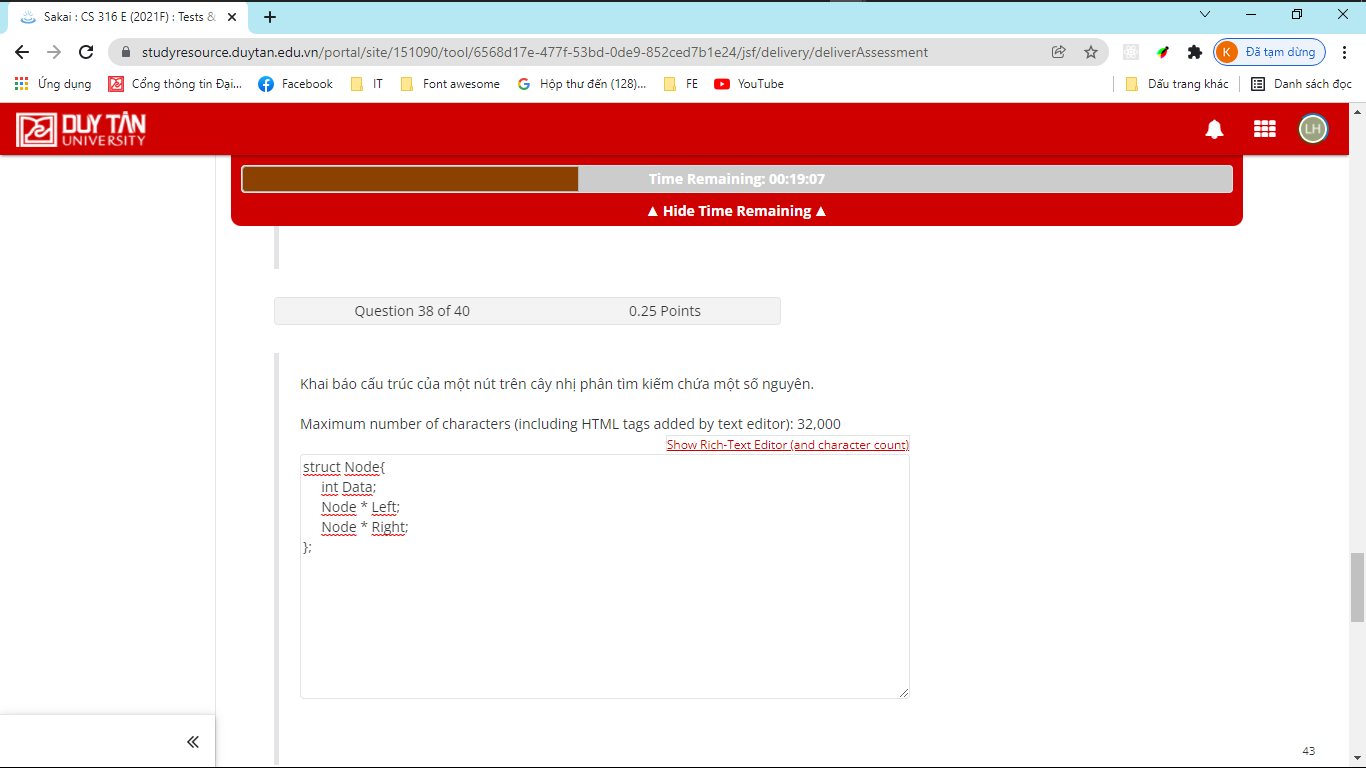 Sakai : CS 316 E (2021F) : Tests &
studyresource.duytan.edu.vn/portal/site/151090/tool/6568d17e-477f-53bd-0de9-852ced7b1e24/jsf/delivery/deliverAssessment
K Đã tạm dừng
Ứng dụng Cổng thông tin Đại... Facebook IT Font awesome Hộp thư đến (128)... FE YouTube Dấu trang khác Danh sách đọc
DUY TÂN
UNIVERSITY
LH
Time Remaining: 00:19:07
▲ Hide Time Remaining ▲
Question 38 of 40 0.25 Points
Khai báo cấu trúc của một nút trên cây nhị phân tìm kiếm chứa một số nguyên.
Maximum number of characters (including HTML tags added by text editor): 32,000
Show Rich-Text Editor (and character count)
struct Node{
int Data;
Node * Left;
Node * Right;
};
43